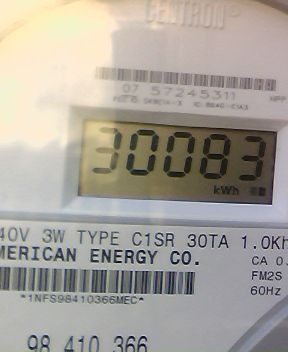 CENTRON®
07 57245311
30083
kWh
40V 3W TYPE C1SR 30TA 1.0Kh
MERICAN ENERGY CO.
CA 0.
FM2S
60Hz
*1NFS98410366MEC*
98 410 366